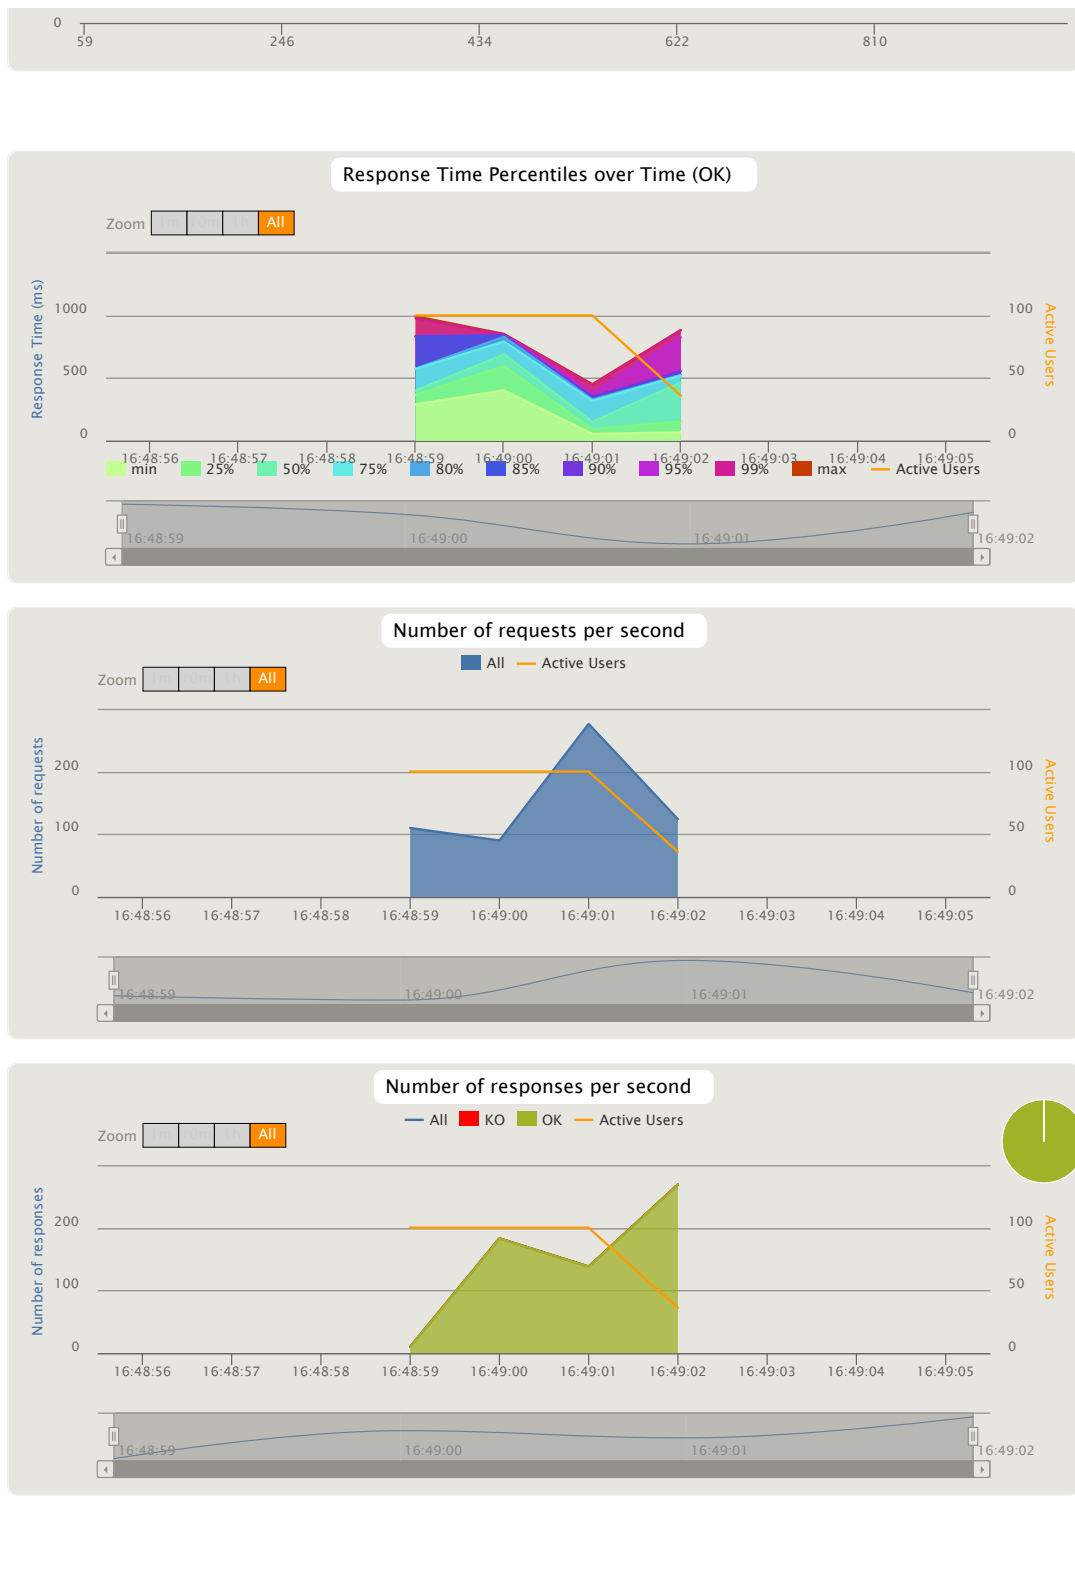 0
59 246 434 622 810
Response Time Percentiles over Time (OK)
Zoom 1m 10m 1h All
Response Time (ms)
1000
500
0
100
50
0
Active Users
16:48:56 16:48:57 16:48:58 16:48:59 16:49:00 16:49:01 16:49:02 16:49:03 16:49:04 16:49:05
min 25% 50% 75% 80% 85% 90% 95% 99% max Active Users
16:48:59 16:49:00 16:49:01 16:49:02
Number of requests per second
All Active Users
Zoom 1m 10m 1h All
Number of requests
200
100
0
100
50
0
Active Users
16:48:56 16:48:57 16:48:58 16:48:59 16:49:00 16:49:01 16:49:02 16:49:03 16:49:04 16:49:05
16:48:59 16:49:00 16:49:01 16:49:02
Number of responses per second
All KO OK Active Users
Zoom 1m 10m 1h All
Number of responses
200
100
0
100
50
0
Active Users
16:48:56 16:48:57 16:48:58 16:48:59 16:49:00 16:49:01 16:49:02 16:49:03 16:49:04 16:49:05
16:48:59 16:49:00 16:49:01 16:49:02